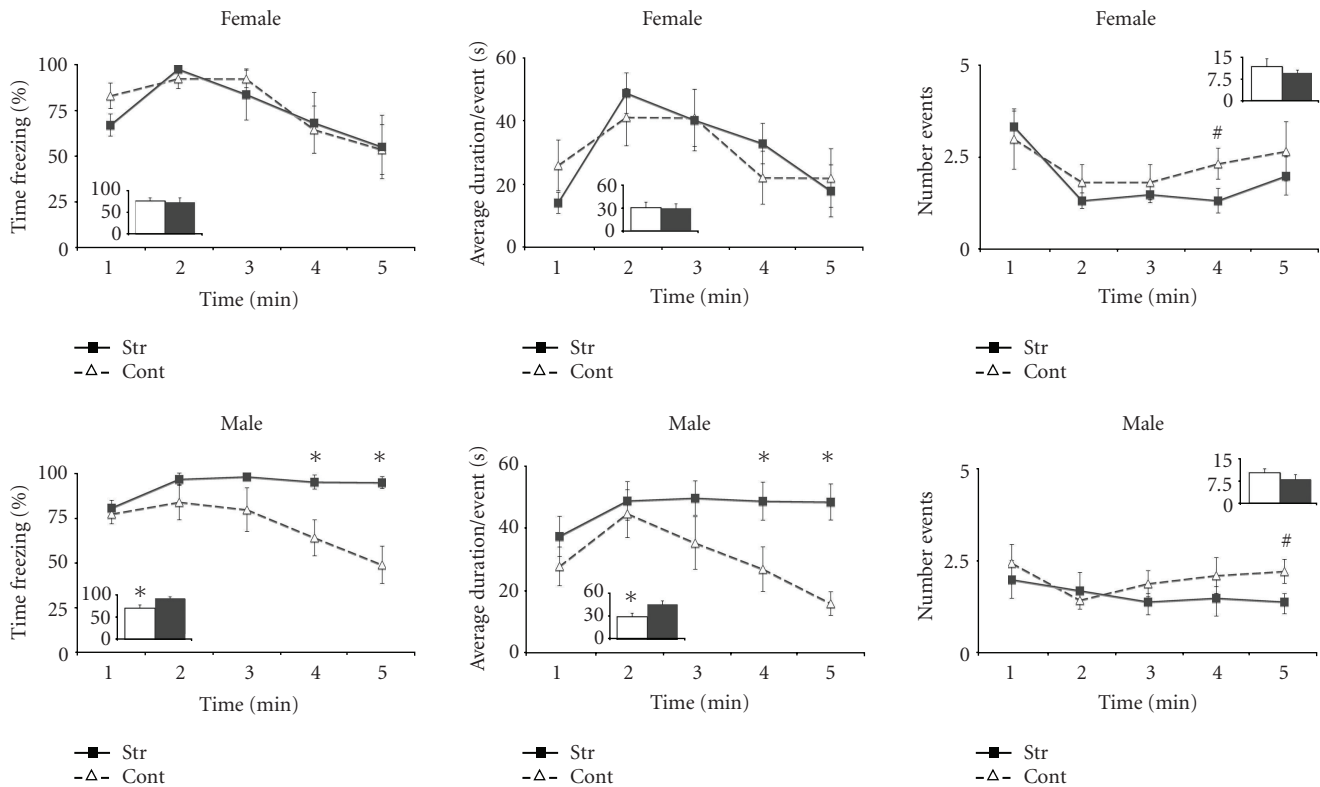 Female
Time freezing (%)
100
75
50
25
0
100
50
0
1 2 3 4 5
Time (min)
Str
Cont
Female
Average duration/event (s)
60
40
20
0
60
30
0
1 2 3 4 5
Time (min)
Str
Cont
Female
Number events
5
2.5
0
15
7.5
0
#
1 2 3 4 5
Time (min)
Str
Cont
Male
Time freezing (%)
100
75
50
25
0
* *
100
50
0
*
1 2 3 4 5
Time (min)
Str
Cont
Male
Average duration/event (s)
60
40
20
0
* *
60
30
0
*
1 2 3 4 5
Time (min)
Str
Cont
Male
Number events
5
2.5
0
15
7.5
0
#
1 2 3 4 5
Time (min)
Str
Cont